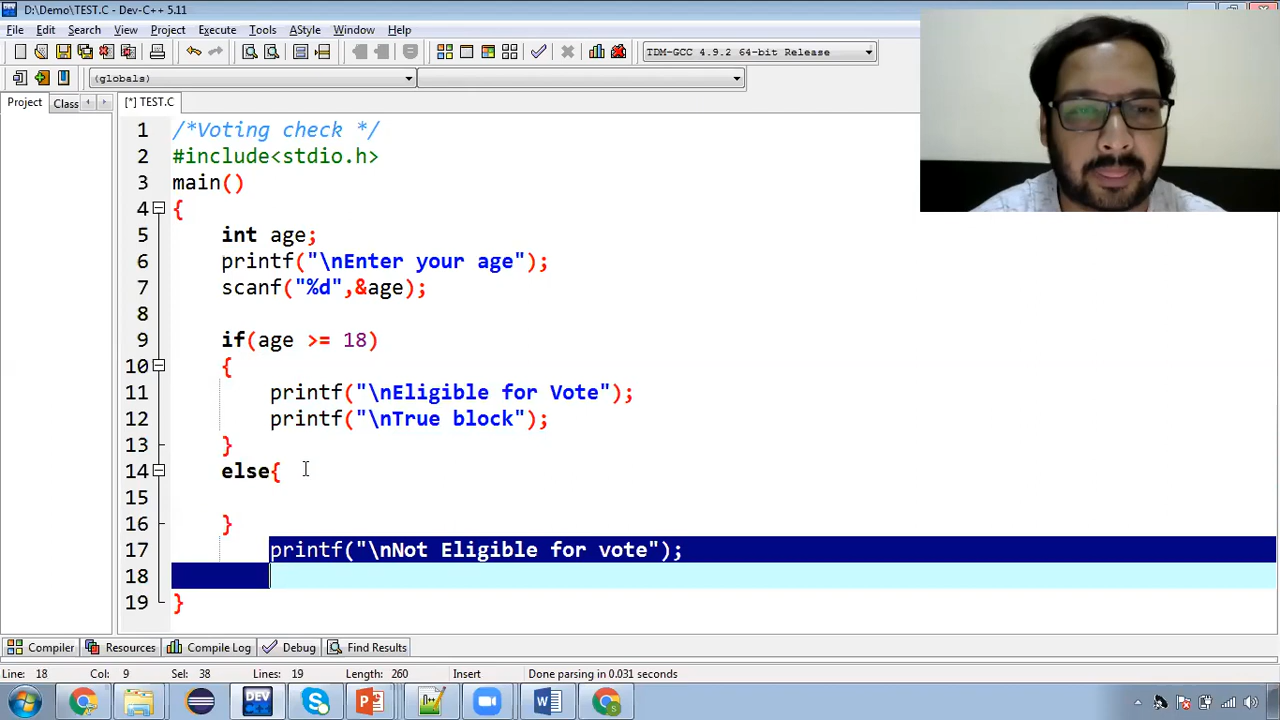 D:\Demo\TEST.C - Dev-C++ 5.11
File Edit Search View Project Execute Tools AStyle Window Help
TDM-GCC 4.9.2 64-bit Release
(globals)
Project Class [*] TEST.C
1 /*Voting check */
2 #include<stdio.h>
3 main()
4 {
5 int age;
6 printf("\nEnter your age");
7 scanf("%d",&age);
8
9 if(age >= 18)
10 {
11 printf("\nEligible for Vote");
12 printf("\nTrue block");
13 }
14 else{
15
16 }
17 printf("\nNot Eligible for vote");
18
19 }
Compiler Resources Compile Log Debug Find Results
Line: 18 Col: 9 Sel: 38 Lines: 19 Length: 260 Insert Done parsing in 0.031 seconds
DEV C++